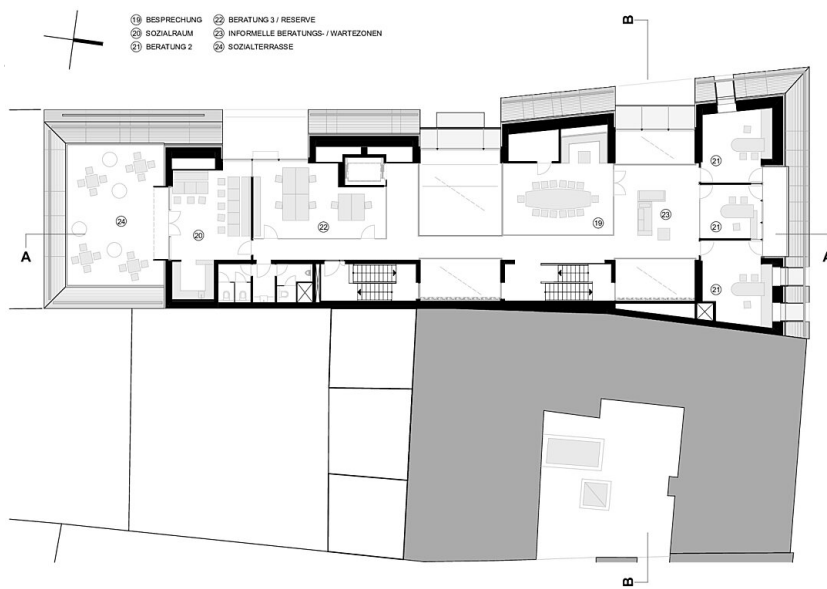 19 BESPRECHUNG
20 SOZIALRAUM
21 BERATUNG 2
22 BERATUNG 3 / RESERVE
23 INFORMELLE BERATUNGS- / WARTEZONEN
24 SOZIALTERRASSE
B
21
24
22
19
23
21
20
A
A
21
B